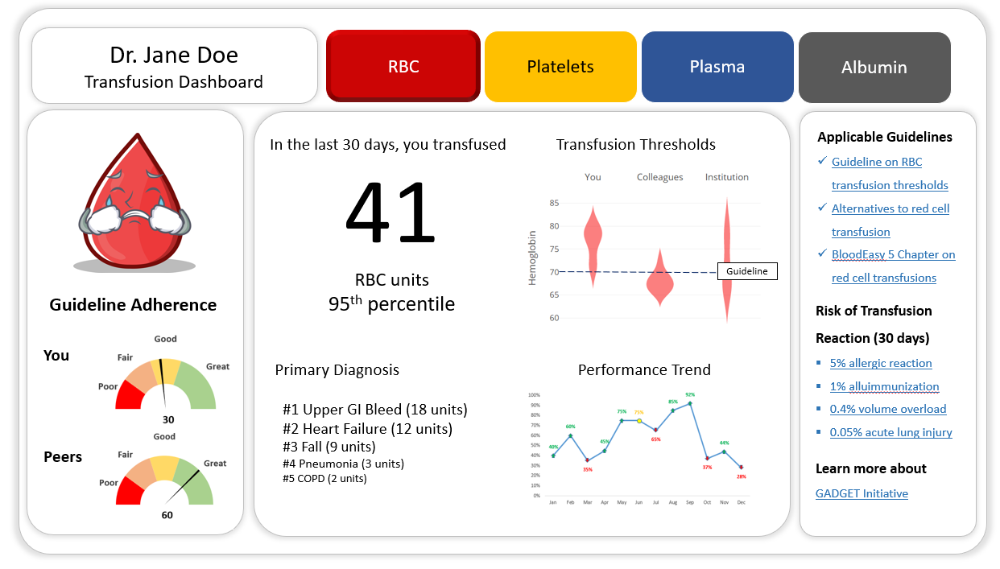 Dr. Jane Doe
Transfusion Dashboard
RBC
Platelets
Plasma
Albumin
Guideline Adherence
You
Poor
Fair
Good
Great
30
Peers
Poor
Fair
Good
Great
60
In the last 30 days, you transfused
41
RBC units
95th percentile
Transfusion Thresholds
You
Colleagues
Institution
Hemoglobin
85
80
75
70
65
60
Guideline
Primary Diagnosis
#1 Upper GI Bleed (18 units)
#2 Heart Failure (12 units)
#3 Fall (9 units)
#4 Pneumonia (3 units)
#5 COPD (2 units)
Performance Trend
100%
90%
80%
70%
60%
50%
40%
30%
20%
10%
0%
40%
60%
35%
45%
75%
75%
65%
85%
92%
37%
44%
28%
Jan
Feb
Mar
Apr
May
Jun
Jul
Aug
Sep
Oct
Nov
Dec
Applicable Guidelines
✓ Guideline on RBC
transfusion thresholds
✓ Alternatives to red cell
transfusion
✓ BloodEasy 5 Chapter on
red cell transfusions
Risk of Transfusion
Reaction (30 days)
▪ 5% allergic reaction
▪ 1% alluimmunization
▪ 0.4% volume overload
▪ 0.05% acute lung injury
Learn more about
GADGET Initiative